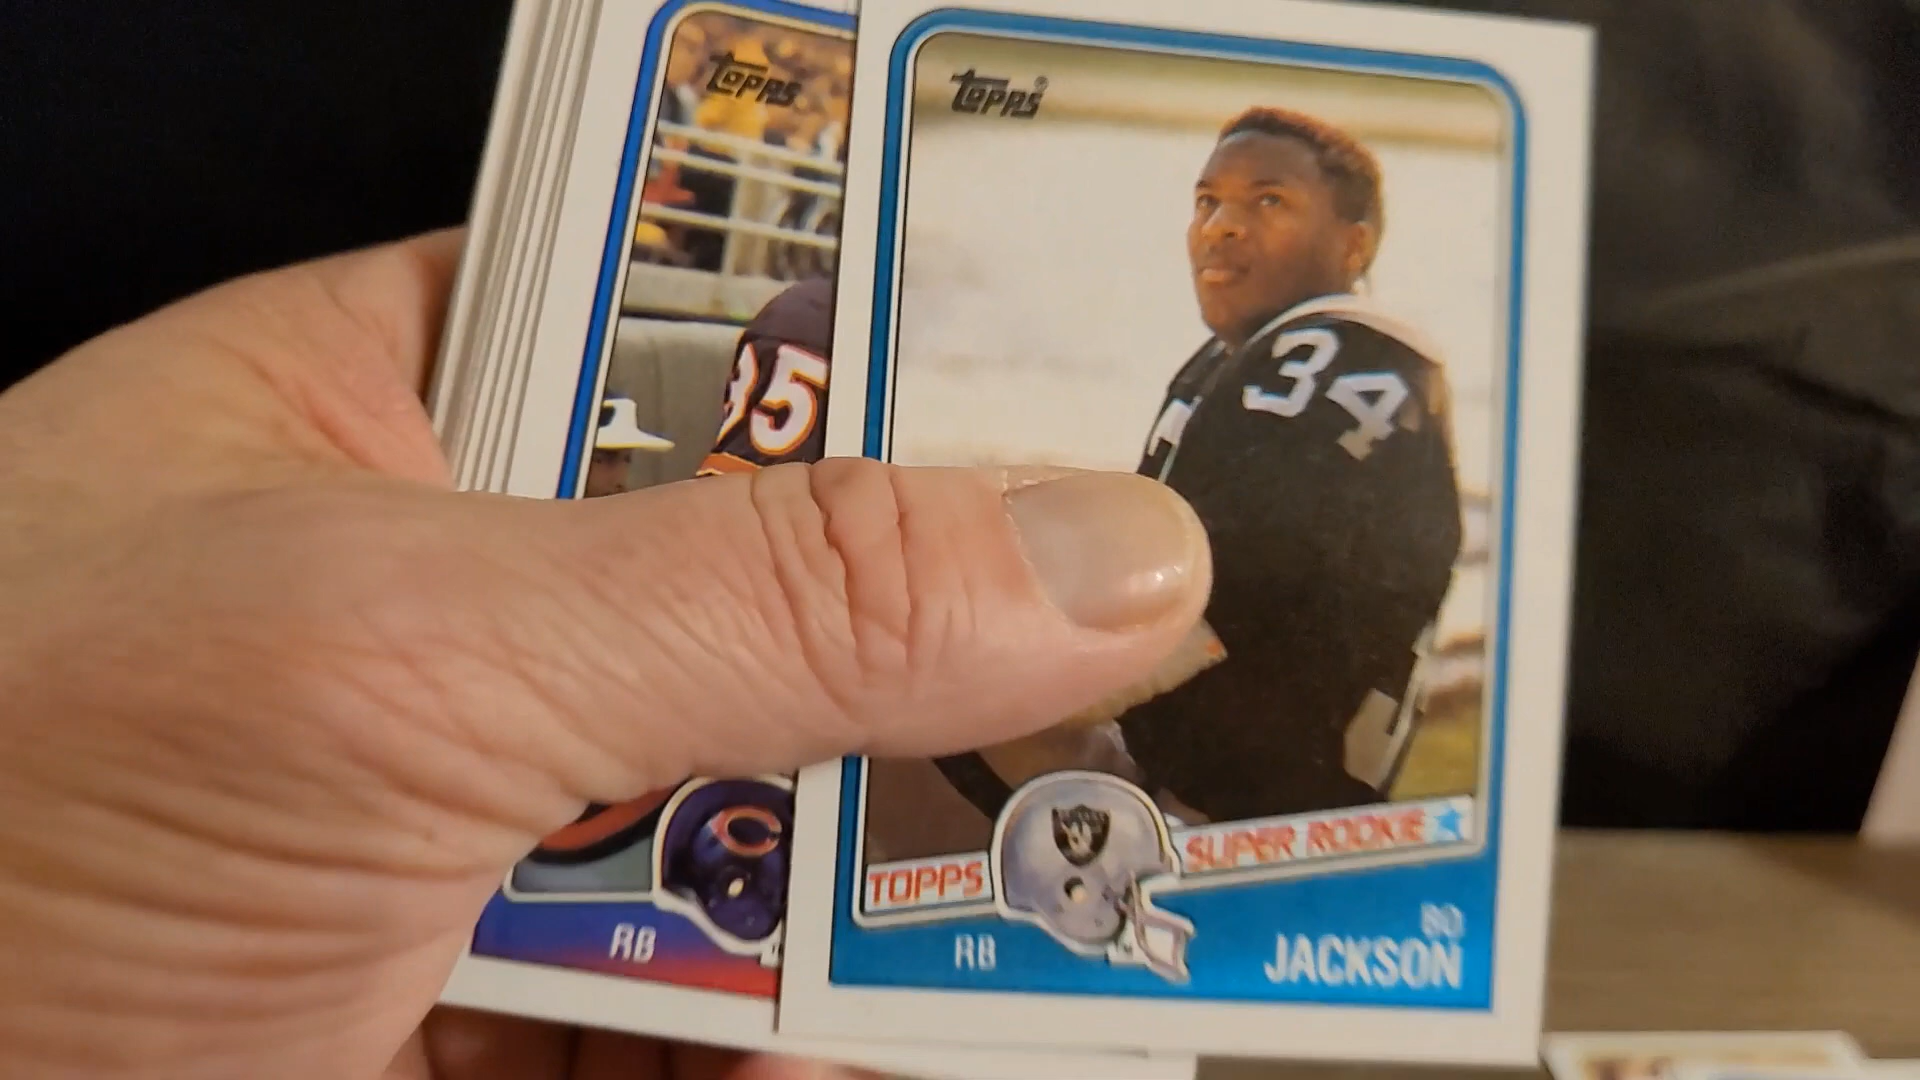 Topps
35
RB
Topps®
34
TOPPS
SUPER ROOKIE
RB
BO
JACKSON